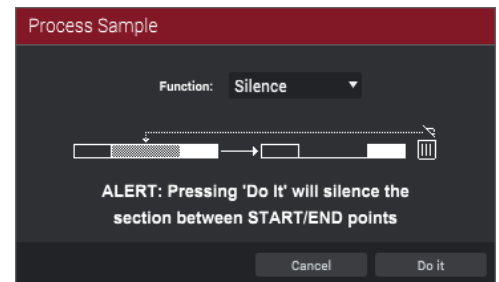 Process Sample
Function: Silence
ALERT: Pressing 'Do It' will silence the
section between START/END points
Cancel Do it